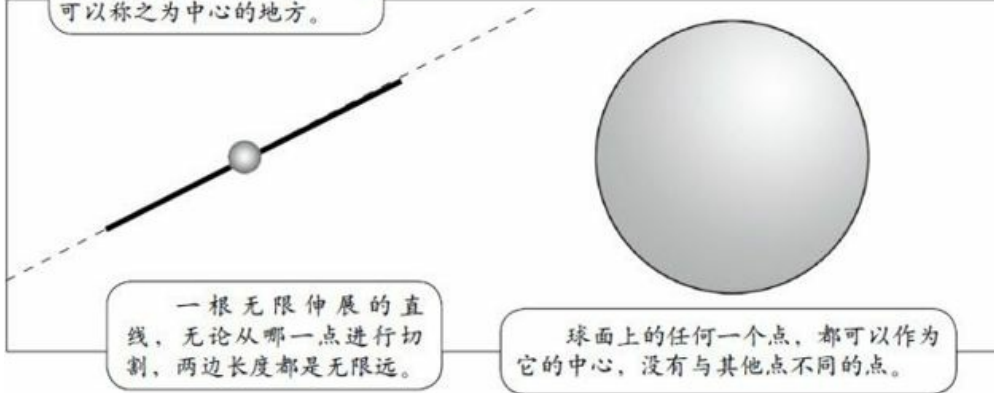 可以称之为中心的地方。
一根无限伸展的直
线，无论从哪一点进行切
割，两边长度都是无限远。
球面上的任何一个点，都可以作为
它的中心，没有与其他点不同的点。